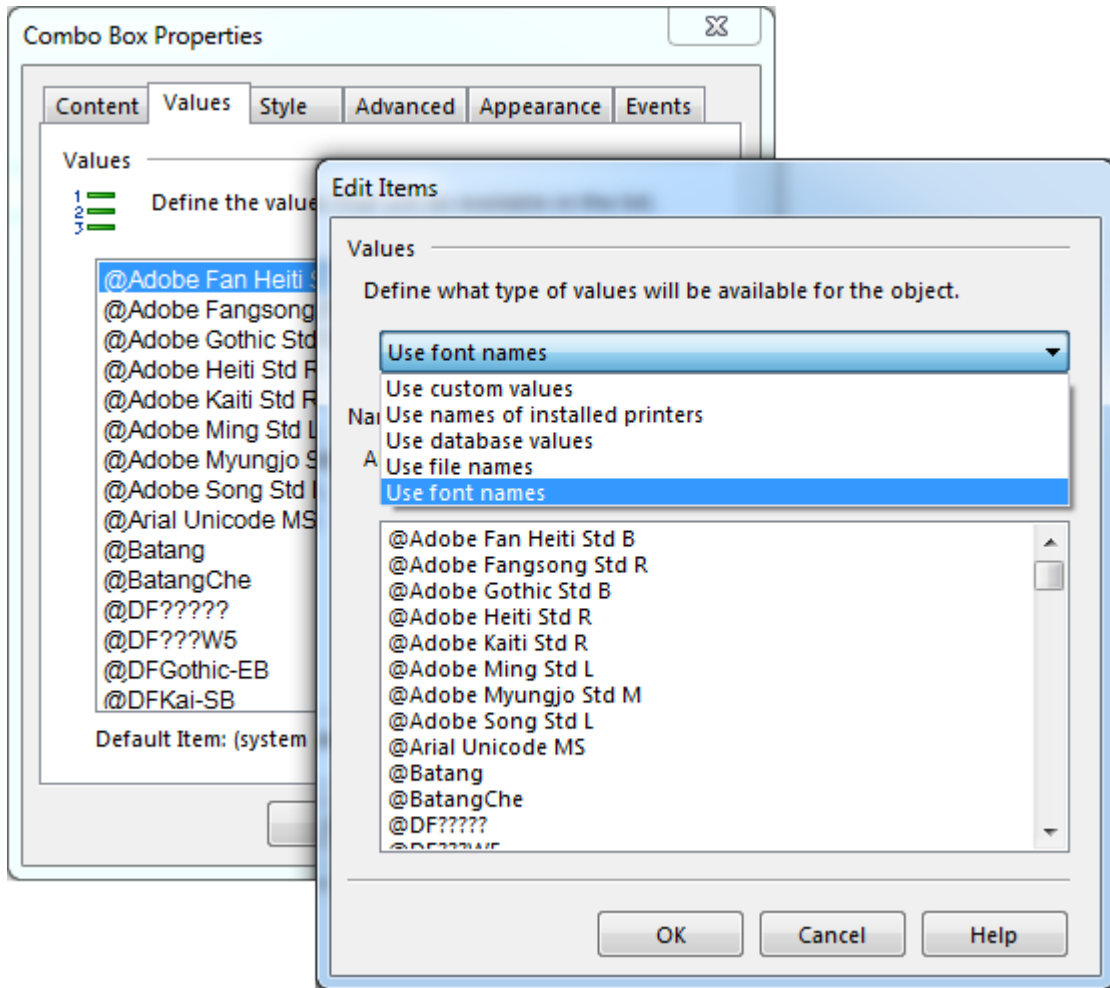 Combo Box Properties
Content Values Style Advanced Appearance Events
Values
1
2
3
Define the value
@Adobe Fan Heiti S
@Adobe Fangsong
@Adobe Gothic Std
@Adobe Heiti Std R
@Adobe Kaiti Std R
@Adobe Ming Std L
@Adobe Myungjo S
@Adobe Song Std
@Arial Unicode MS
@Batang
@BatangChe
@DF?????
@DF???W5
@DFGothic-EB
@DFKai-SB
Default Item: (system
Edit Items
Values
Define what type of values will be available for the object.
Use font names
Use custom values
Use names of installed printers
Use database values
Use file names
Use font names
Na
A
@Adobe Fan Heiti Std B
@Adobe Fangsong Std R
@Adobe Gothic Std B
@Adobe Heiti Std R
@Adobe Kaiti Std R
@Adobe Ming Std L
@Adobe Myungjo Std M
@Adobe Song Std L
@Arial Unicode MS
@Batang
@BatangChe
@DF?????
@DF???W5
OK Cancel Help